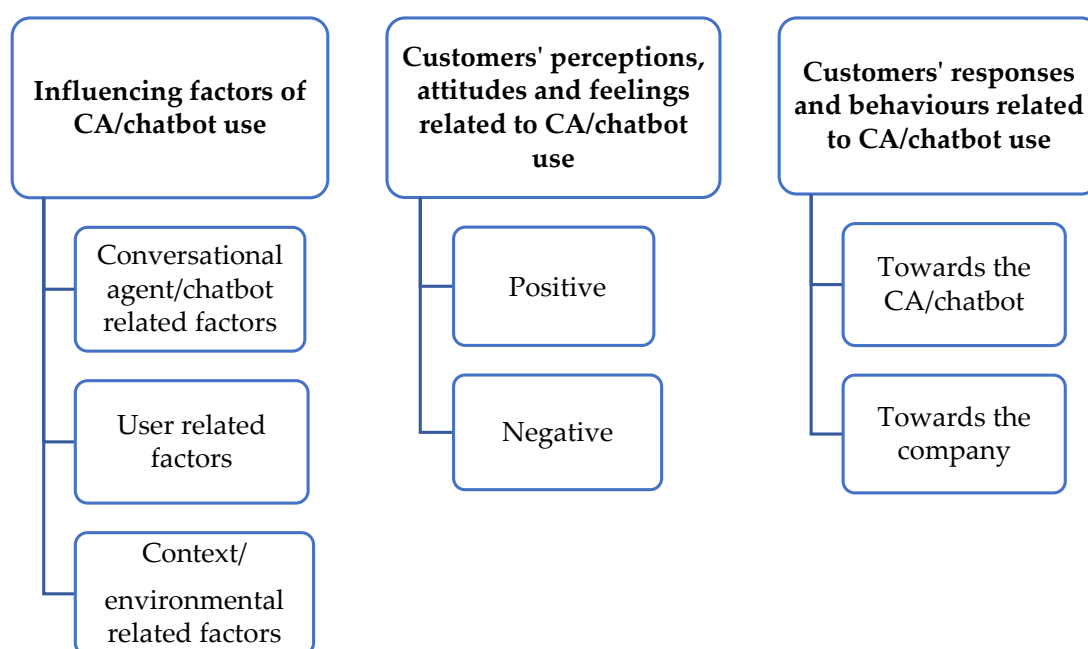 Influencing factors of
CA/chatbot use
Conversational
agent/chatbot
related factors
User related
factors
Context/
environmental
related factors
Customers' perceptions,
attitudes and feelings
related to CA/chatbot
use
Positive
Negative
Customers' responses
and behaviours related
to CA/chatbot use
Towards the
CA/chatbot
Towards the
company